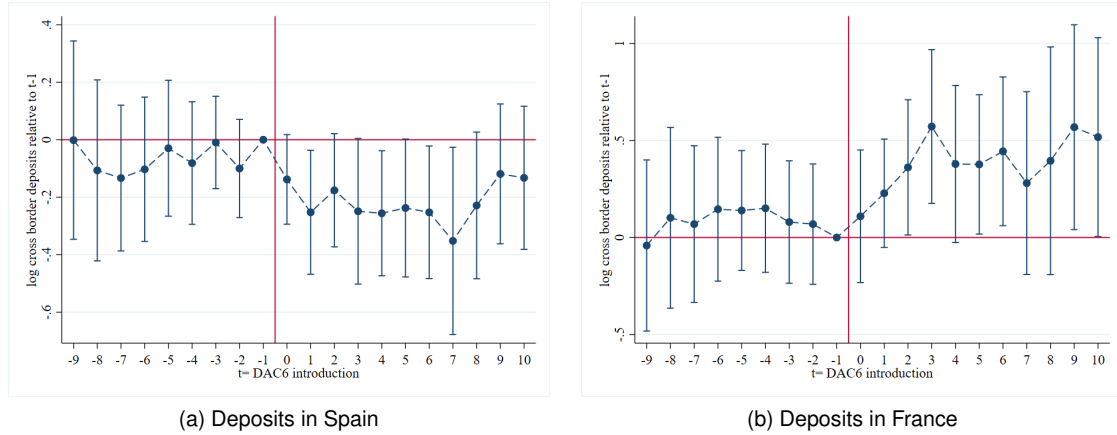 .4
.2
0
-.2
-.4
-.6
log cross border deposits relative to t-1
-9 -8 -7 -6 -5 -4 -3 -2 -1 0 1 2 3 4 5 6 7 8 9 10
t= DAC6 introduction
(a) Deposits in Spain
1
.5
0
-.5
log cross border deposits relative to t-1
-9 -8 -7 -6 -5 -4 -3 -2 -1 0 1 2 3 4 5 6 7 8 9 10
t= DAC6 introduction
(b) Deposits in France